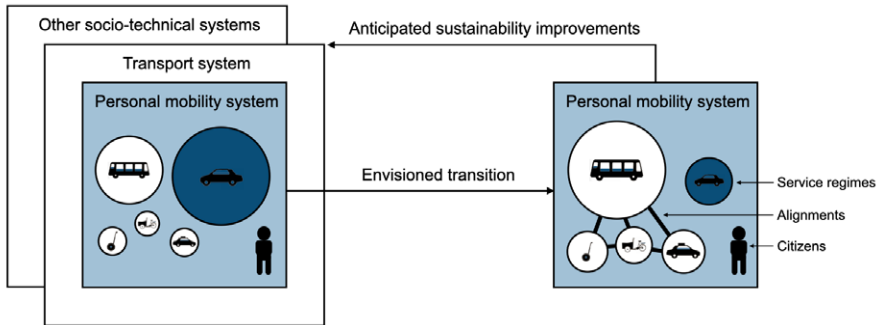 Other socio-technical systems
Anticipated sustainability improvements
Transport system
Personal mobility system
Personal mobility system
Envisioned transition
Service regimes
Alignments
Citizens